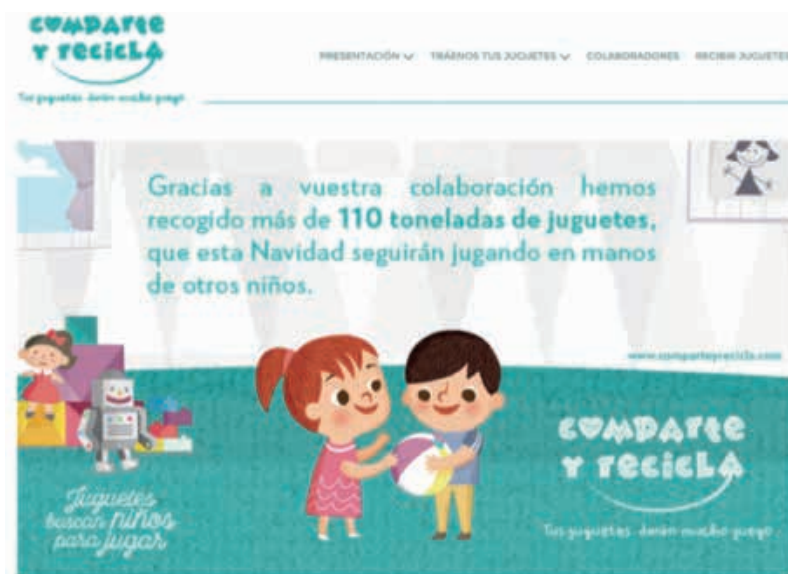 comparte
y recicla
Tus juguetes darán mucho juego
PRESENTACIÓN TRÁENOS TUS JUGUETES COLABORADORES RECIBIR JUGUETES
Gracias a vuestra colaboración hemos
recogido más de 110 toneladas de juguetes,
que esta Navidad seguirán jugando en manos
de otros niños.
www.comparteyrecicla.com
comparte
y recicla
Tus juguetes darán mucho juego
Juguetes
buscan niños
para jugar